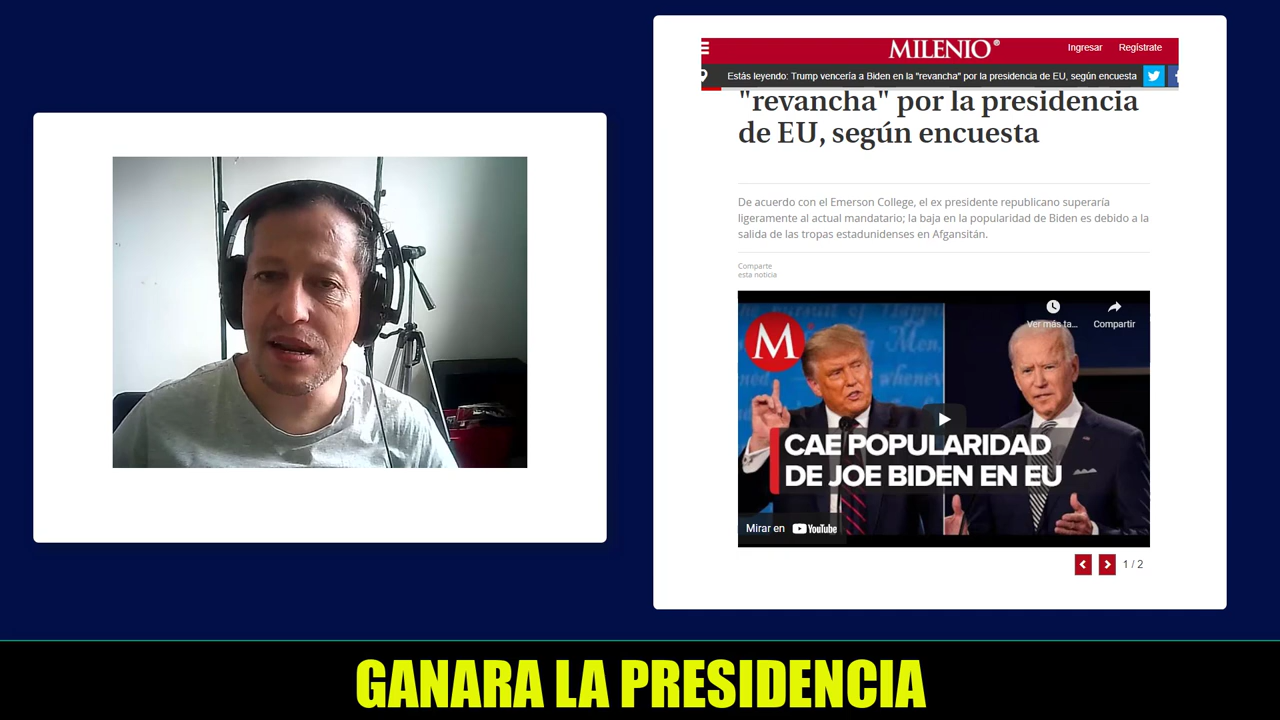 MILENIO®
Ingresar Regístrate
Estás leyendo: Trump vencería a Biden en la "revancha" por la presidencia de EU, según encuesta
"revancha" por la presidencia
de EU, según encuesta
De acuerdo con el Emerson College, el ex presidente republicano superaría
ligeramente al actual mandatario; la baja en la popularidad de Biden es debido a la
salida de las tropas estadunidenses en Afgansitán.
Comparte
esta noticia
M
Ver más ta...
Compartir
CAE POPULARIDAD
DE JOE BIDEN EN EU
Mirar en YouTube
1 / 2
GANARA LA PRESIDENCIA